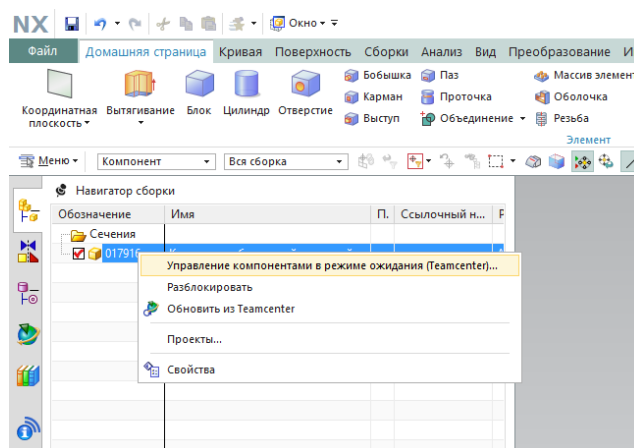 NX Окно
Файл Домашняя страница Кривая Поверхность Сборки Анализ Вид Преобразование И
Координатная плоскость Вытягивание Блок Цилиндр Отверстие
Бобышка Паз Массив элемент
Карман Проточка Оболочка
Выступ Объединение Резьба
Элемент
Меню Компонент Вся сборка
Навигатор сборки
Обозначение Имя П. Ссылочный н... Р
Сечения
017916
Управление компонентами в режиме ожидания (Teamcenter)...
Разблокировать
Обновить из Teamcenter
Проекты...
Свойства